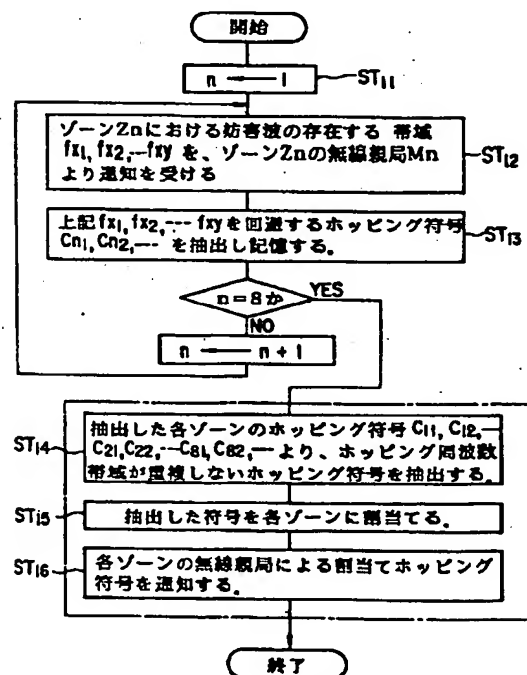 開始
n ← 1
ST11
ゾーンZnにおける妨害波の存在する 帯域
fx1, fx2, --fxy を、ゾーンZnの無線親局Mn
より通知を受ける
ST12
上記fx1, fx2, --- fxyを回避するホッピング符号
Cn1, Cn2, --- を抽出し記憶する。
ST13
n=8か
YES
NO
n ← n + 1
ST14
抽出した各ゾーンのホッピング符号 C11, C12, --
C21, C22, -- C81, C82, -- より、ホッピング周波数
帯域が重複しないホッピング符号を抽出する。
ST15
抽出した符号を各ゾーンに割当てる。
ST16
各ゾーンの無線親局による割当てホッピング
符号を通知する。
終了